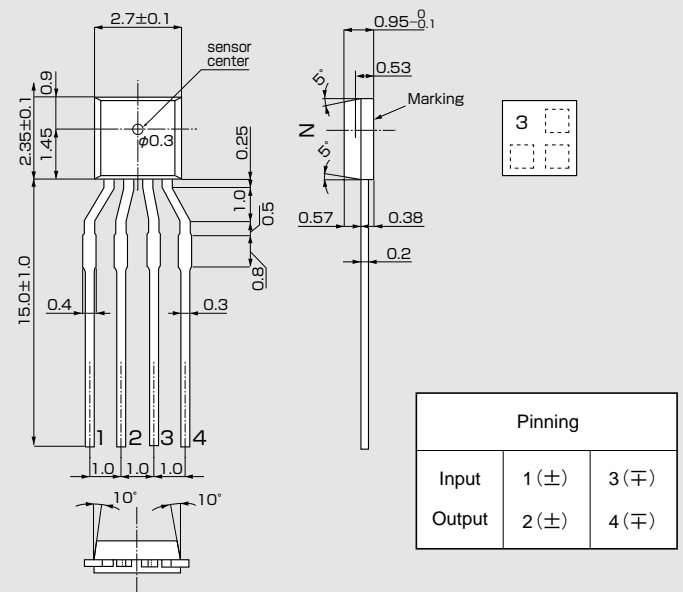 2.7±0.1
sensor
center
0.9
2.35±0.1
1.45
φ0.3
0.25
1.0
0.5
0.8
15.0±1.0
0.4
0.3
1 2 3 4
1.0 1.0 1.0
10° 10°
0.95-0 0.1
0.53
5°
Marking
N
5°
0.57 0.38
0.2
3
Pinning
Input 1(±) 3(∓)
Output 2(±) 4(∓)